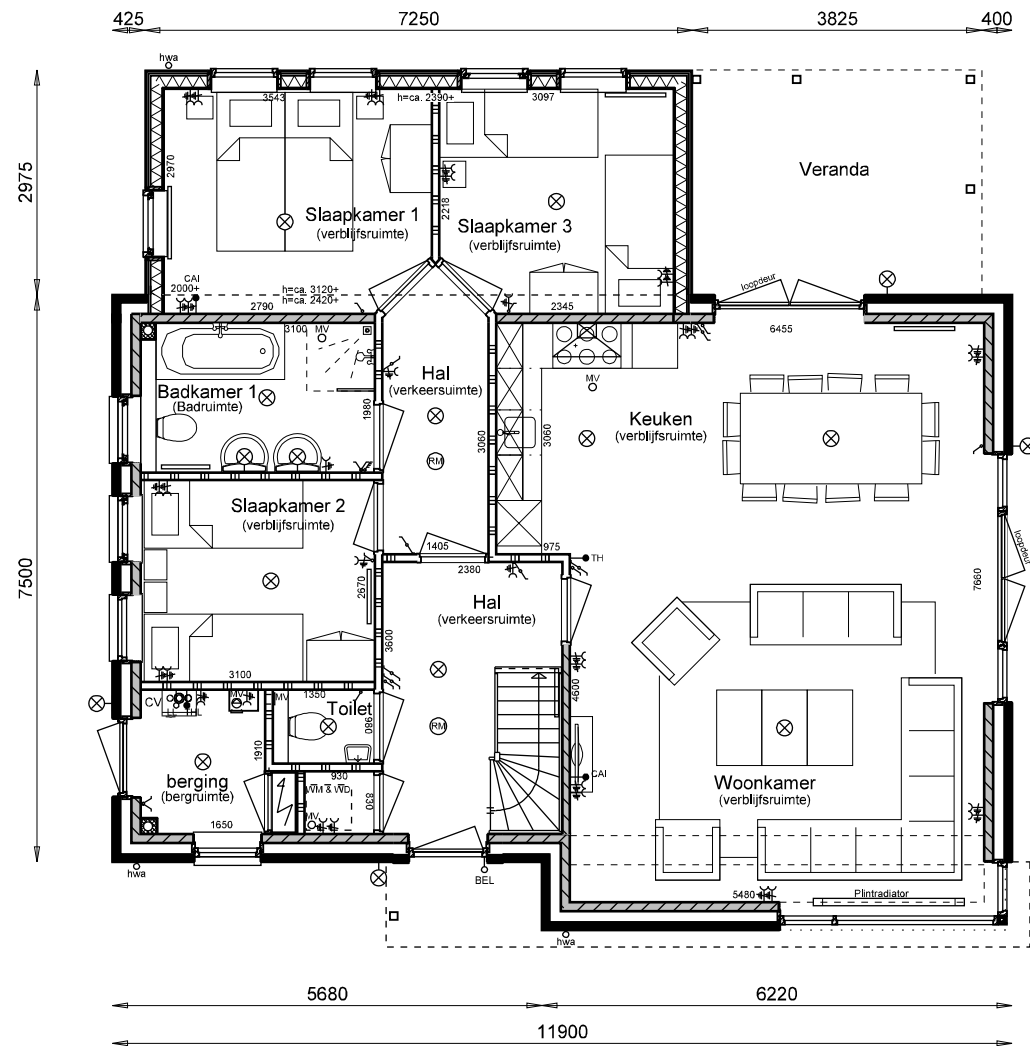 425
7250
3825
400
hwa
3543
h=ca. 2390+
3097
2975
2970
Veranda
2218
Slaapkamer 1
(verblijfsruimte)
Slaapkamer 3
(verblijfsruimte)
CAI
2000+
h=ca. 3120+
h=ca. 2420+
2790
2345
loopdeur
3100
MV
6455
Badkamer 1
(Badruimte)
Hal
(verkeersuimte)
MV
1980
Keuken
(verblijfsruimte)
3060
3060
RM
Slaapkamer 2
(verblijfsruimte)
7500
1405
975
TH
2380
loopdeur
2670
7660
Hal
(verkeersruimte)
3600
3100
1350
CV
MV
MV
Toilet
980
4600
RM
1910
berging
(bergruimte)
930
WM & WD
830
CAI
Woonkamer
(verblijfsruimte)
MV
1650
hwa
BEL
5480
Plintradiator
hwa
5680
6220
11900